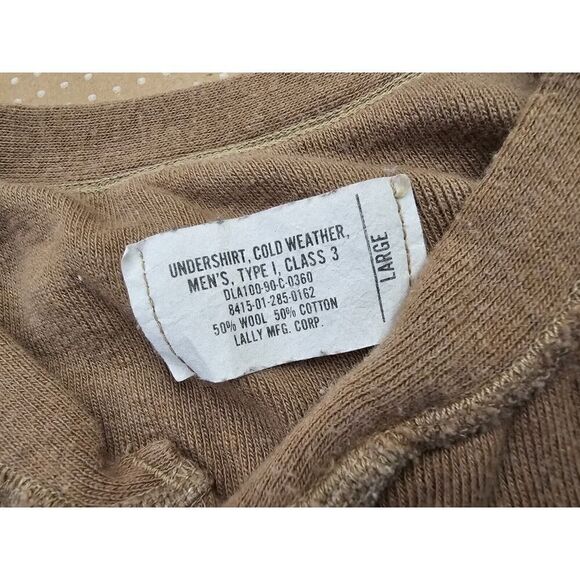 UNDERSHIRT, COLD WEATHER,
MEN'S, TYPE I, CLASS 3
DLA100-90-C-0360
8415-01-285-0162
50% WOOL 50% COTTON
LALLY MFG. CORP.
LARGE